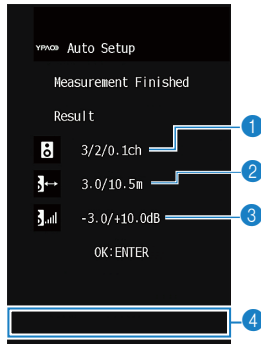 YPAO Auto Setup
Measurement Finished
Result
3/2/0.1ch
1
3.0/10.5m
2
-3.0/+10.0dB
3
OK:ENTER
4